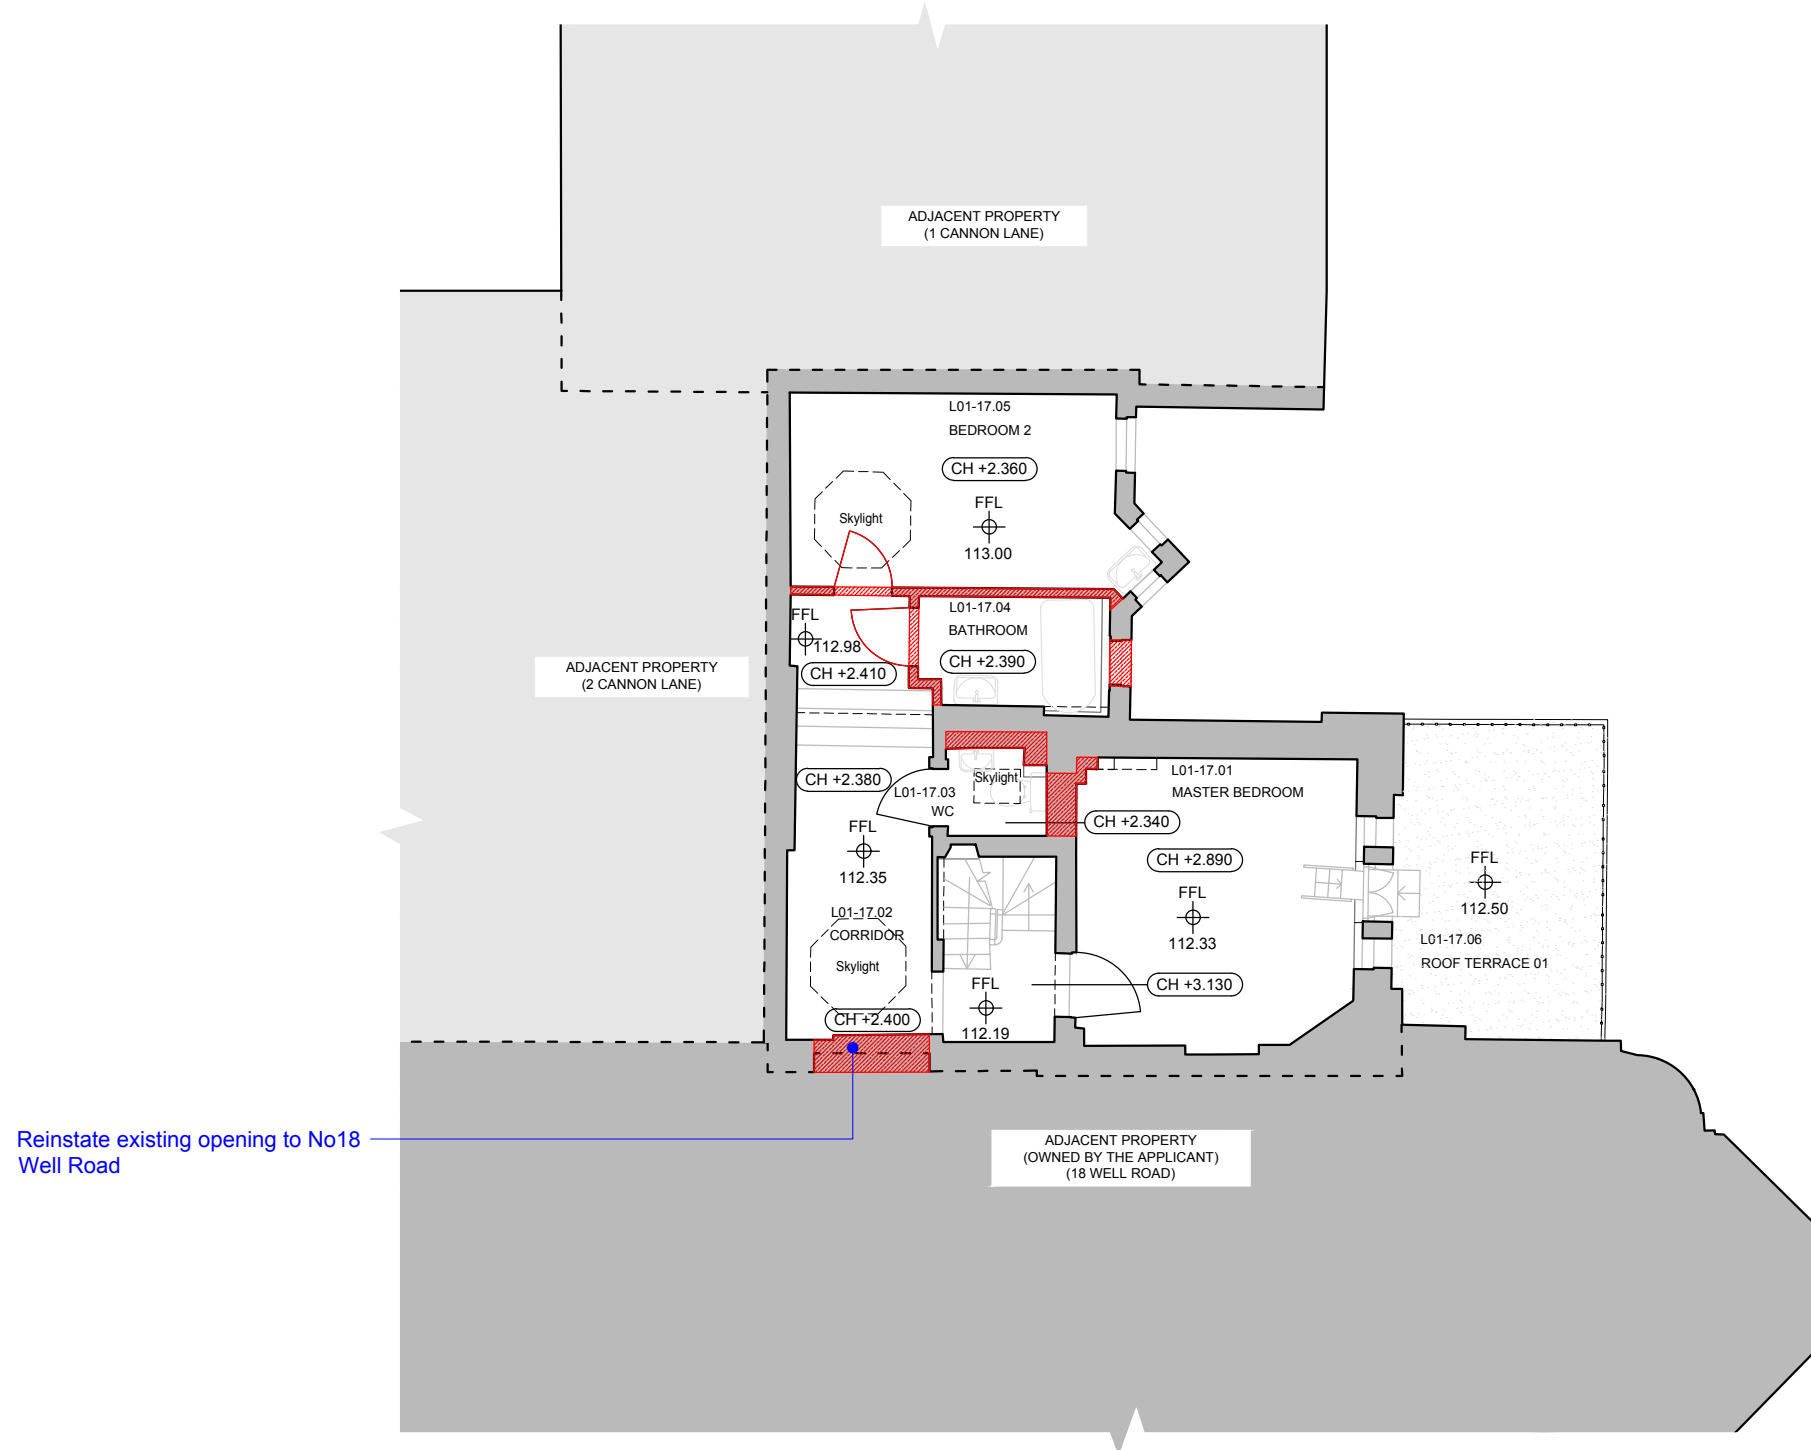 ADJACENT PROPERTY
(1 CANNON LANE)
L01-17.05
BEDROOM 2
CH +2.360
FFL
113.00
Skylight
L01-17.04
BATHROOM
CH +2.390
FFL
112.98
CH +2.410
ADJACENT PROPERTY
(2 CANNON LANE)
CH +2.380
Skylight
L01-17.03
WC
L01-17.01
MASTER BEDROOM
CH +2.340
CH +2.890
FFL
112.33
FFL
112.35
L01-17.02
CORRIDOR
Skylight
CH +2.400
FFL
112.19
CH +3.130
FFL
112.50
L01-17.06
ROOF TERRACE 01
Reinstate existing opening to No18
Well Road
ADJACENT PROPERTY
(OWNED BY THE APPLICANT)
(18 WELL ROAD)